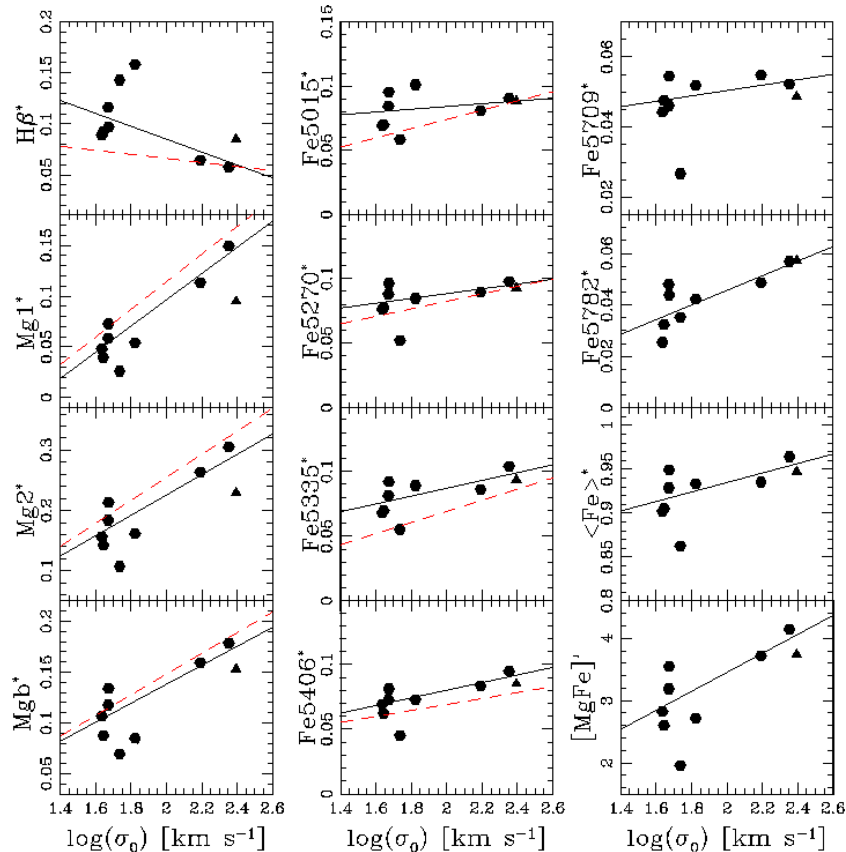 0.2
0.15
0.1
0.05
Hβ*
0.15
0.1
0.05
0
Fe5015*
0.06
0.04
0.02
Fe5709*
0.15
0.1
0.05
0
Mg1*
0.1
0.05
0
Fe5270*
0.06
0.04
0.02
0
Fe5782*
0.3
0.2
0.1
Mg2*
0.1
0.05
0
Fe5335*
1
0.95
0.9
0.85
0.8
<Fe>*
0.2
0.15
0.1
0.05
Mgb*
0.1
0.05
0
Fe5406*
4
3
2
[MgFe]'
1.4 1.6 1.8 2 2.2 2.4 2.6
1.4 1.6 1.8 2 2.2 2.4 2.6
1.4 1.6 1.8 2 2.2 2.4 2.6
log(σ₀) [km s⁻¹]
log(σ₀) [km s⁻¹]
log(σ₀) [km s⁻¹]